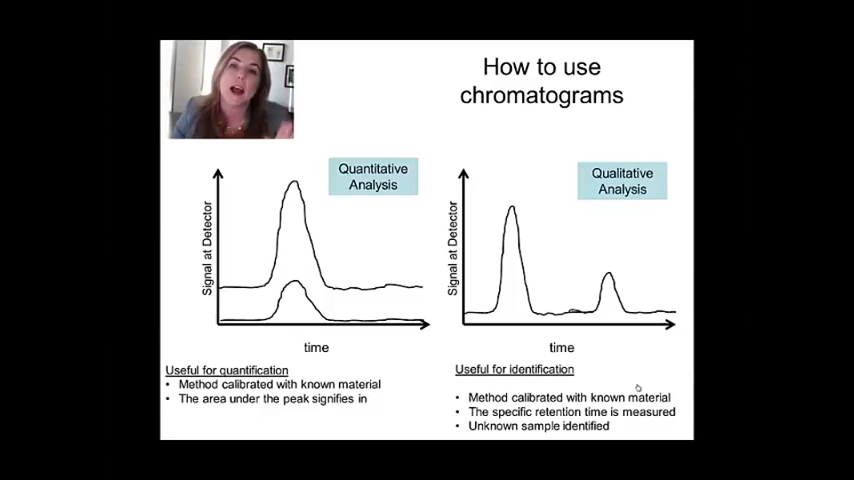 How to use
chromatograms
Quantitative
Analysis
Signal at Detector
time
Useful for quantification
• Method calibrated with known material
• The area under the peak signifies in
Qualitative
Analysis
Signal at Detector
time
Useful for identification
• Method calibrated with known material
• The specific retention time is measured
• Unknown sample identified